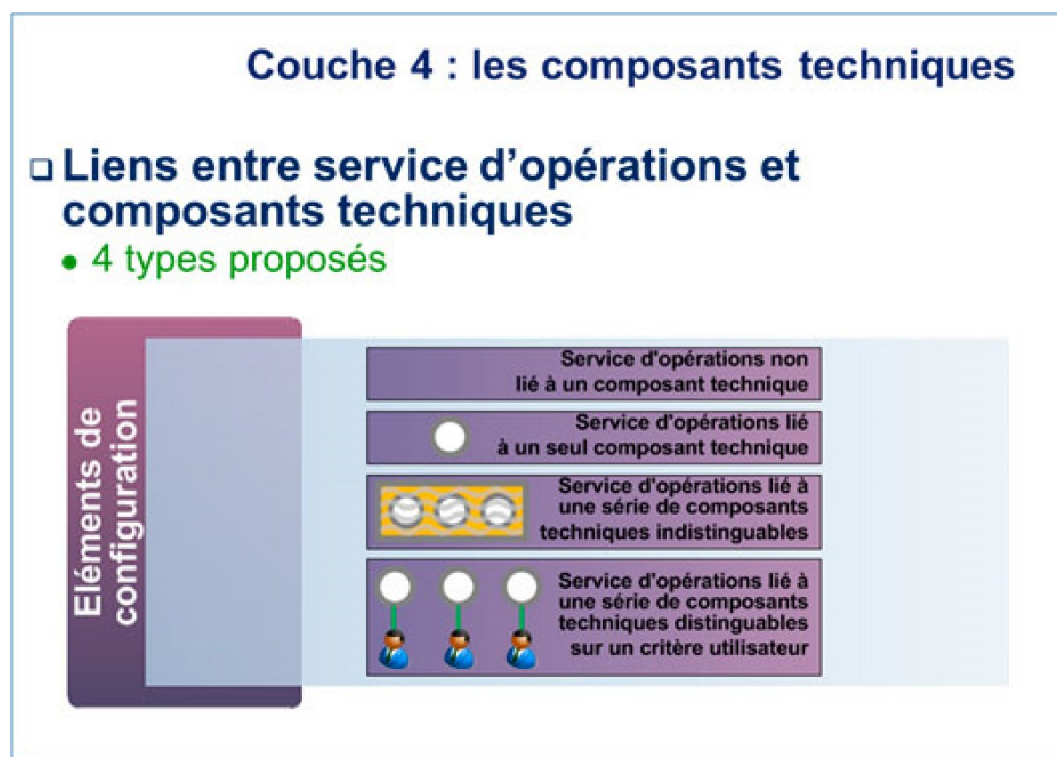 Couche 4 : les composants techniques
Liens entre service d'opérations et
composants techniques
4 types proposés
Eléments de
configuration
Service d'opérations non
lié à un composant technique
Service d'opérations lié
à un seul composant technique
Service d'opérations lié à
une série de composants
techniques indistinguables
Service d'opérations lié à
une série de composants
techniques distinguables
sur un critère utilisateur